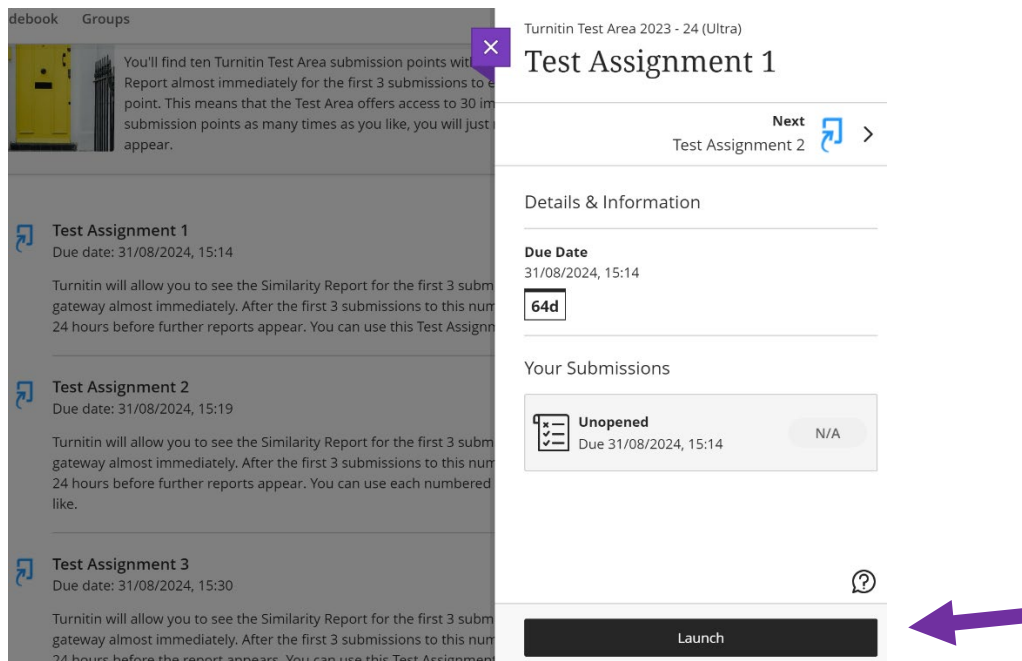 debook Groups
You'll find ten Turnitin Test Area submission points with
Report almost immediately for the first 3 submissions to e
point. This means that the Test Area offers access to 30 im
submission points as many times as you like, you will just
appear.
Test Assignment 1
Due date: 31/08/2024, 15:14
Turnitin will allow you to see the Similarity Report for the first 3 subm
gateway almost immediately. After the first 3 submissions to this num
24 hours before further reports appear. You can use this Test Assignm
Test Assignment 2
Due date: 31/08/2024, 15:19
Turnitin will allow you to see the Similarity Report for the first 3 subm
gateway almost immediately. After the first 3 submissions to this num
24 hours before further reports appear. You can use each numbered
like.
Test Assignment 3
Due date: 31/08/2024, 15:30
Turnitin will allow you to see the Similarity Report for the first 3 subm
gateway almost immediately. After the first 3 submissions to this num
24 hours before the report appears. You can use this Test Assignment
Turnitin Test Area 2023 - 24 (Ultra)
Test Assignment 1
Next
Test Assignment 2
Details & Information
Due Date
31/08/2024, 15:14
64d
Your Submissions
Unopened
Due 31/08/2024, 15:14
N/A
Launch